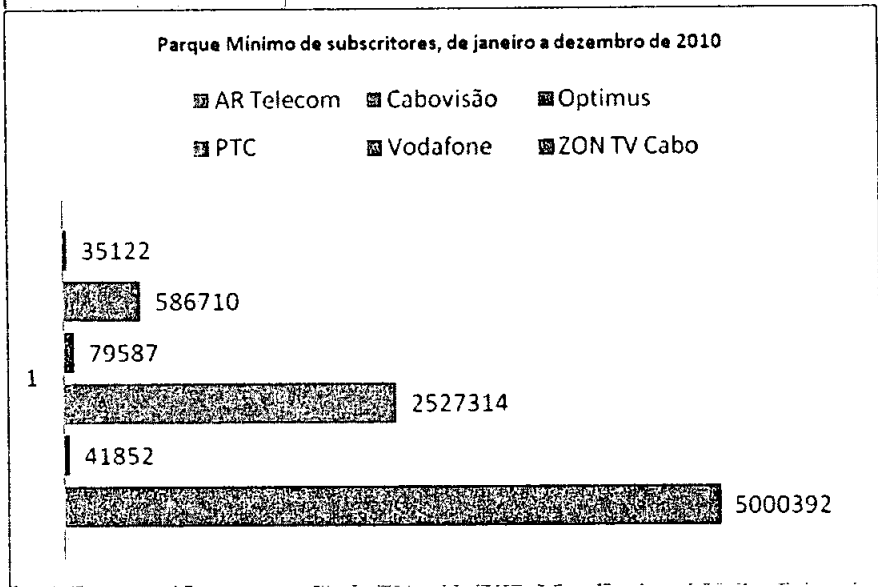 Parque Mínimo de subscritores, de janeiro a dezembro de 2010
AR Telecom Cabovisão Optimus
PTC Vodafone ZON TV Cabo
35122
586710
79587
1
2527314
41852
5000392